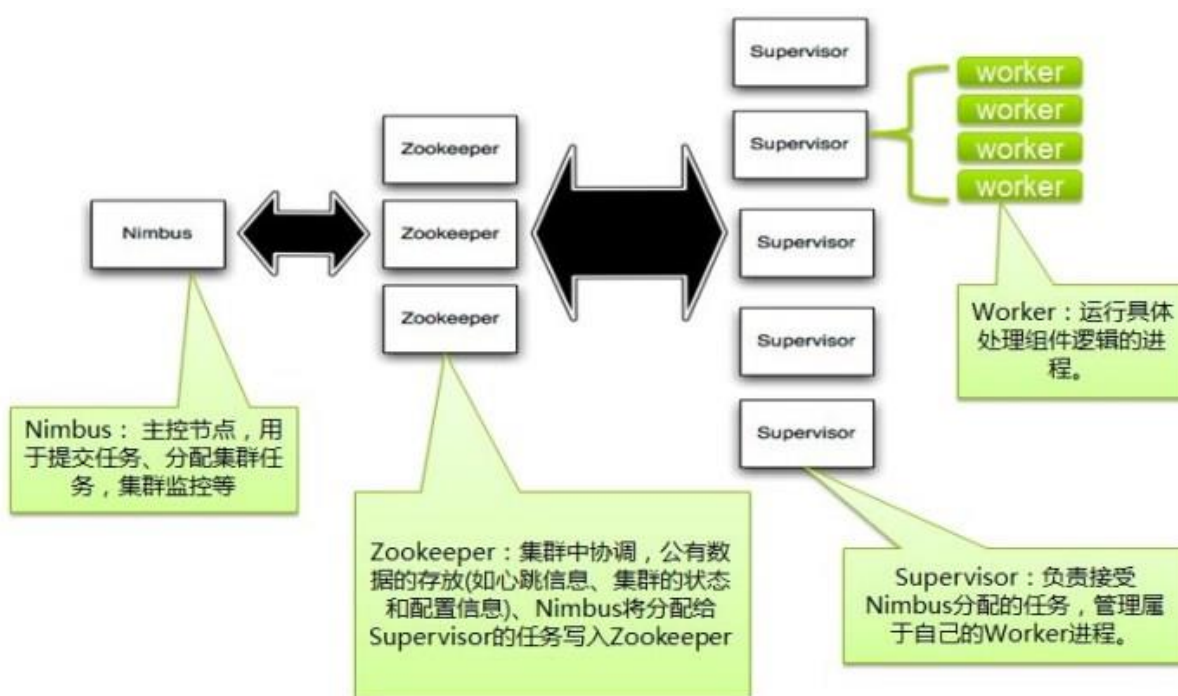 Nimbus
Zookeeper
Zookeeper
Zookeeper
Supervisor
Supervisor
Supervisor
Supervisor
Supervisor
worker
worker
worker
worker
Worker：运行具体
处理组件逻辑的进
程。
Nimbus： 主控节点，用
于提交任务、分配集群任
务，集群监控等
Zookeeper：集群中协调，公有数
据的存放(如心跳信息、集群的状态
和配置信息)、Nimbus将分配给
Supervisor的任务写入Zookeeper
Supervisor：负责接受
Nimbus分配的任务，管理属
于自己的Worker进程。